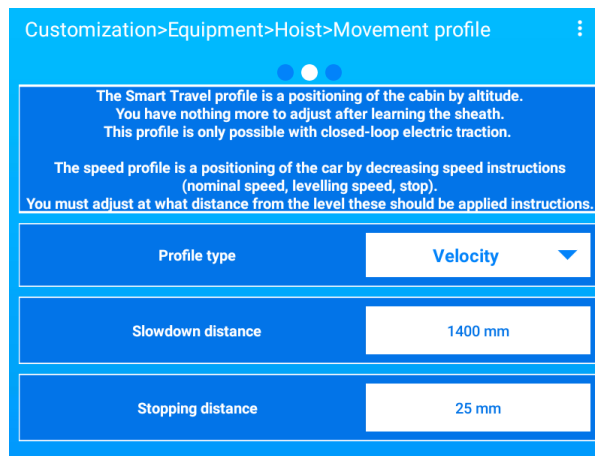 Customization>Equipment>Hoist>Movement profile
The Smart Travel profile is a positioning of the cabin by altitude.
You have nothing more to adjust after learning the sheath.
This profile is only possible with closed-loop electric traction.
The speed profile is a positioning of the car by decreasing speed instructions
(nominal speed, levelling speed, stop).
You must adjust at what distance from the level these should be applied instructions.
Profile type
Velocity
Slowdown distance
1400 mm
Stopping distance
25 mm